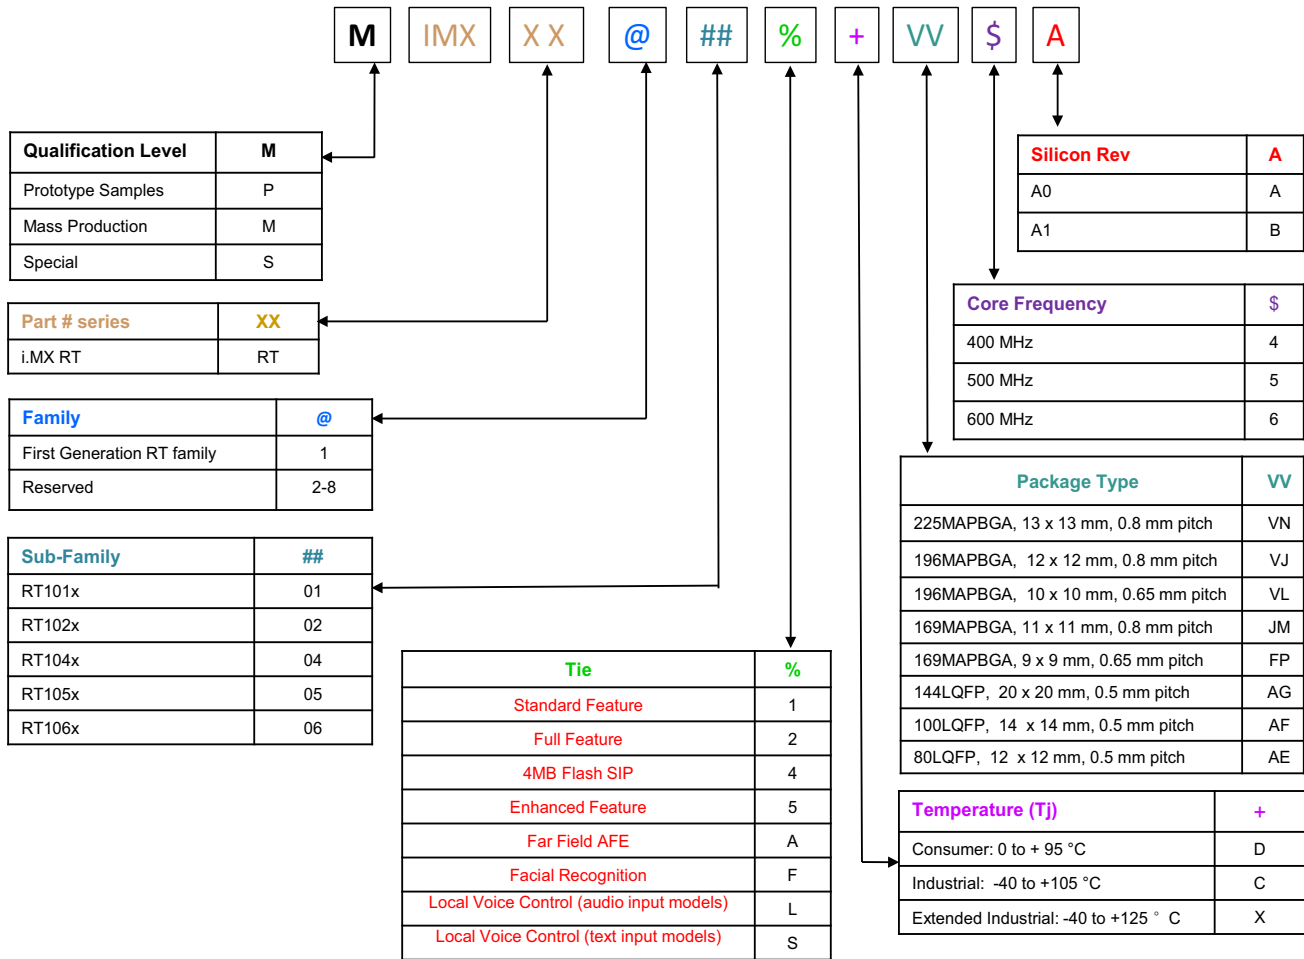 M IMX X X @ ## % + VV $ A
Qualification Level M
Prototype Samples P
Mass Production M
Special S
Part # series XX
i.MX RT RT
Family @
First Generation RT family 1
Reserved 2-8
Sub-Family ##
RT101x 01
RT102x 02
RT104x 04
RT105x 05
RT106x 06
Tie %
Standard Feature 1
Full Feature 2
4MB Flash SIP 4
Enhanced Feature 5
Far Field AFE A
Facial Recognition F
Local Voice Control (audio input models) L
Local Voice Control (text input models) S
Silicon Rev A
A0 A
A1 B
Core Frequency $
400 MHz 4
500 MHz 5
600 MHz 6
Package Type VV
225MAPBGA, 13 x 13 mm, 0.8 mm pitch VN
196MAPBGA, 12 x 12 mm, 0.8 mm pitch VJ
196MAPBGA, 10 x 10 mm, 0.65 mm pitch VL
169MAPBGA, 11 x 11 mm, 0.8 mm pitch JM
169MAPBGA, 9 x 9 mm, 0.65 mm pitch FP
144LQFP, 20 x 20 mm, 0.5 mm pitch AG
100LQFP, 14 x 14 mm, 0.5 mm pitch AF
80LQFP, 12 x 12 mm, 0.5 mm pitch AE
Temperature (Tj) +
Consumer: 0 to + 95 °C D
Industrial: -40 to +105 °C C
Extended Industrial: -40 to +125 ° C X